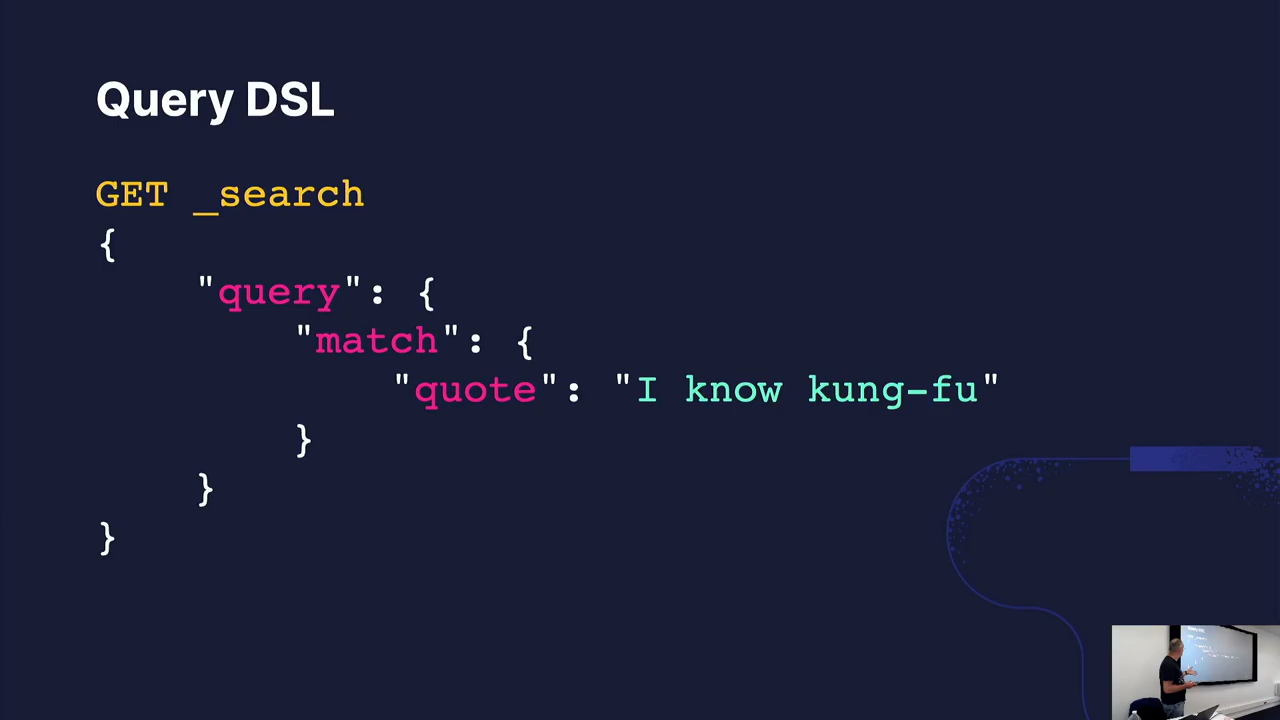 Query DSL
GET _search
{
"query": {
"match": {
"quote": "I know kung-fu"
}
}
}